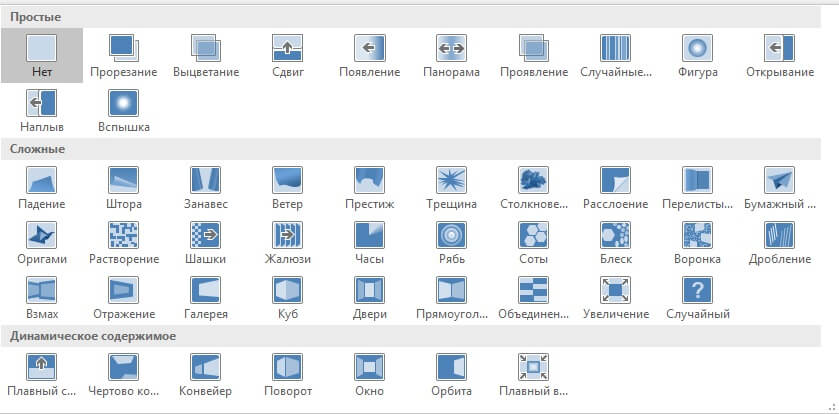 Простые
Нет Прорезание Выцветание Сдвиг Появление Панорама Проявление Случайные... Фигура Открывание
Наплыв Вспышка
Сложные
Падение Штора Занавес Ветер Престиж Трещина Столкнове... Расслоение Перелисты... Бумажный ...
Оригами Растворение Шашки Жалюзи Часы Рябь Соты Блеск Воронка Дробление
Взмах Отражение Галерея Куб Двери Прямоугол... Объединен... Увеличение Случайный
Динамическое содержимое
Плавный с... Чертово ко... Конвейер Поворот Окно Орбита Плавный в...